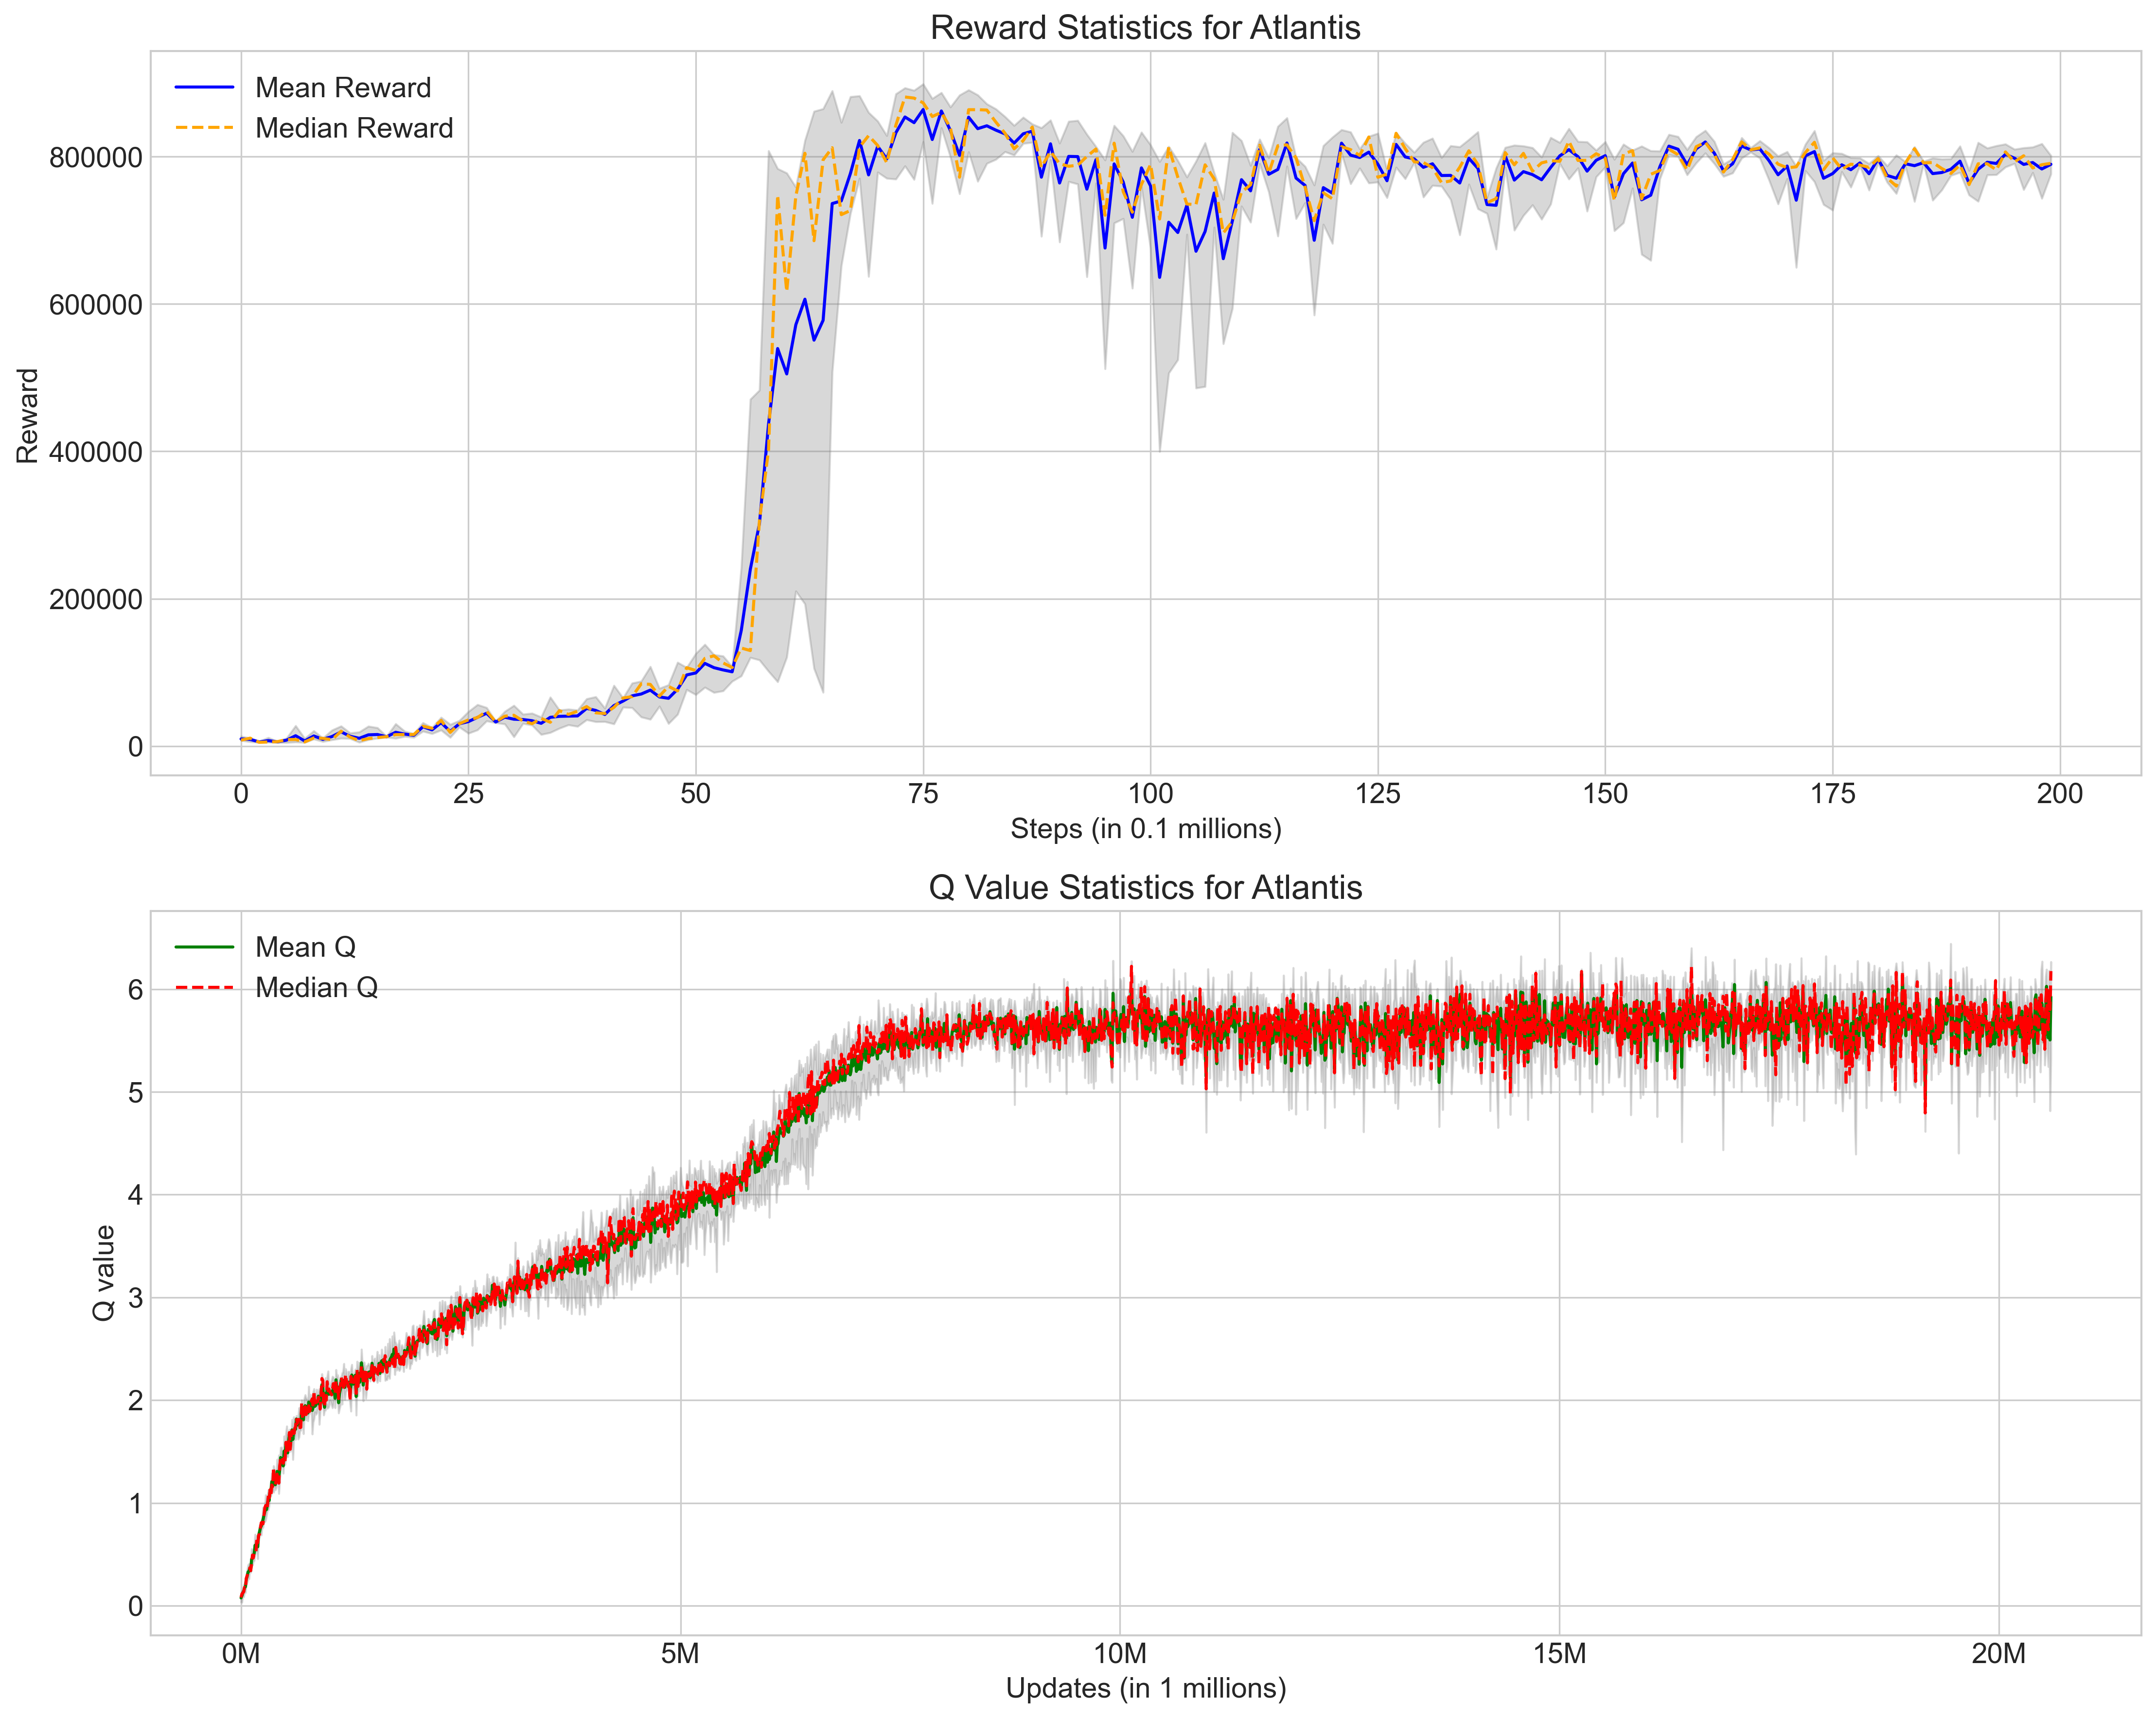 Reward Statistics for Atlantis
Mean Reward
Median Reward
Reward
800000
600000
400000
200000
0
0 25 50 75 100 125 150 175 200
Steps (in 0.1 millions)
Q Value Statistics for Atlantis
Mean Q
Median Q
Q value
6
5
4
3
2
1
0
0M 5M 10M 15M 20M
Updates (in 1 millions)